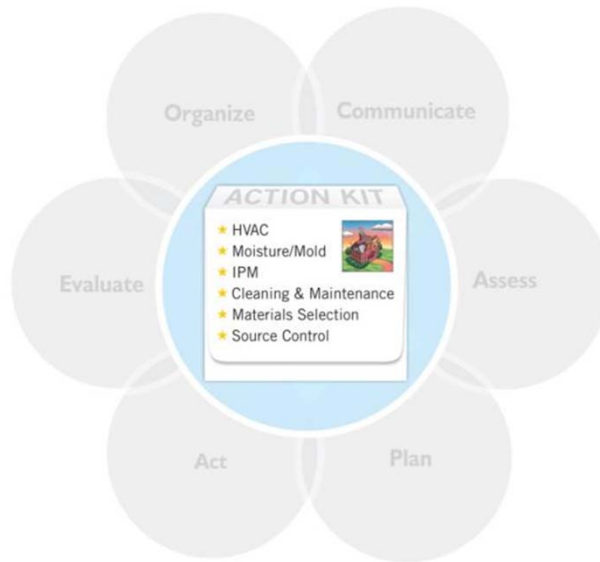 Organize
Communicate
ACTION KIT
HVAC
Moisture/Mold
IPM
Cleaning & Maintenance
Materials Selection
Source Control
Evaluate
Assess
Act
Plan